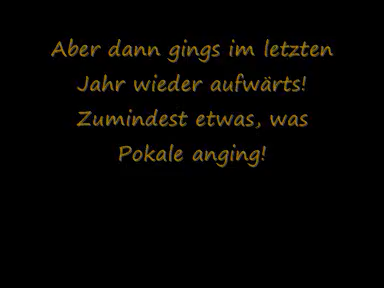 Aber dann gings im letzten
Jahr wieder aufwärts!
Zumindest etwas, was
Pokale anging!